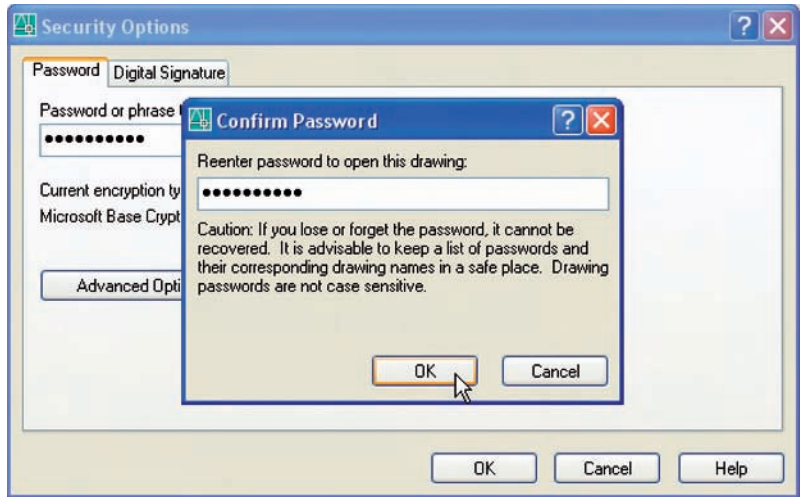 Security Options
Password Digital Signature
Password or phrase
Current encryption
Microsoft Base
Advanced
Confirm Password
Reenter password to open this drawing:
Caution: If you lose or forget the password, it cannot be
recovered. It is advisable to keep a list of passwords and
their corresponding drawing names in a safe place. Drawing
passwords are not case sensitive.
OK Cancel
OK Cancel Help